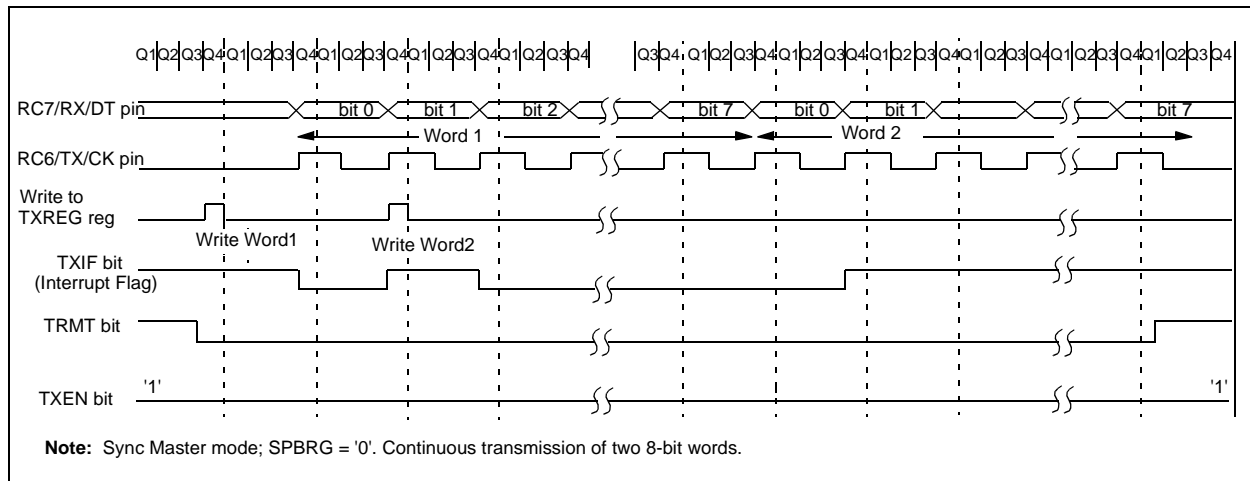 Q1 Q2 Q3 Q4 Q1 Q2 Q3 Q4 Q1 Q2 Q3 Q4 Q1 Q2 Q3 Q4 Q1 Q2 Q3 Q4 Q3 Q4 Q1 Q2 Q3 Q4 Q1 Q2 Q3 Q4 Q1 Q2 Q3 Q4 Q1 Q2 Q3 Q4 Q1 Q2 Q3 Q4 Q1 Q2 Q3 Q4
RC7/RX/DT pin bit 0 bit 1 bit 2 bit 7 bit 0 bit 1 bit 7
Word 1 Word 2
RC6/TX/CK pin
Write to
TXREG reg
Write Word1 Write Word2
TXIF bit
(Interrupt Flag)
TRMT bit
'1' '1'
TXEN bit
Note: Sync Master mode; SPBRG = '0'. Continuous transmission of two 8-bit words.